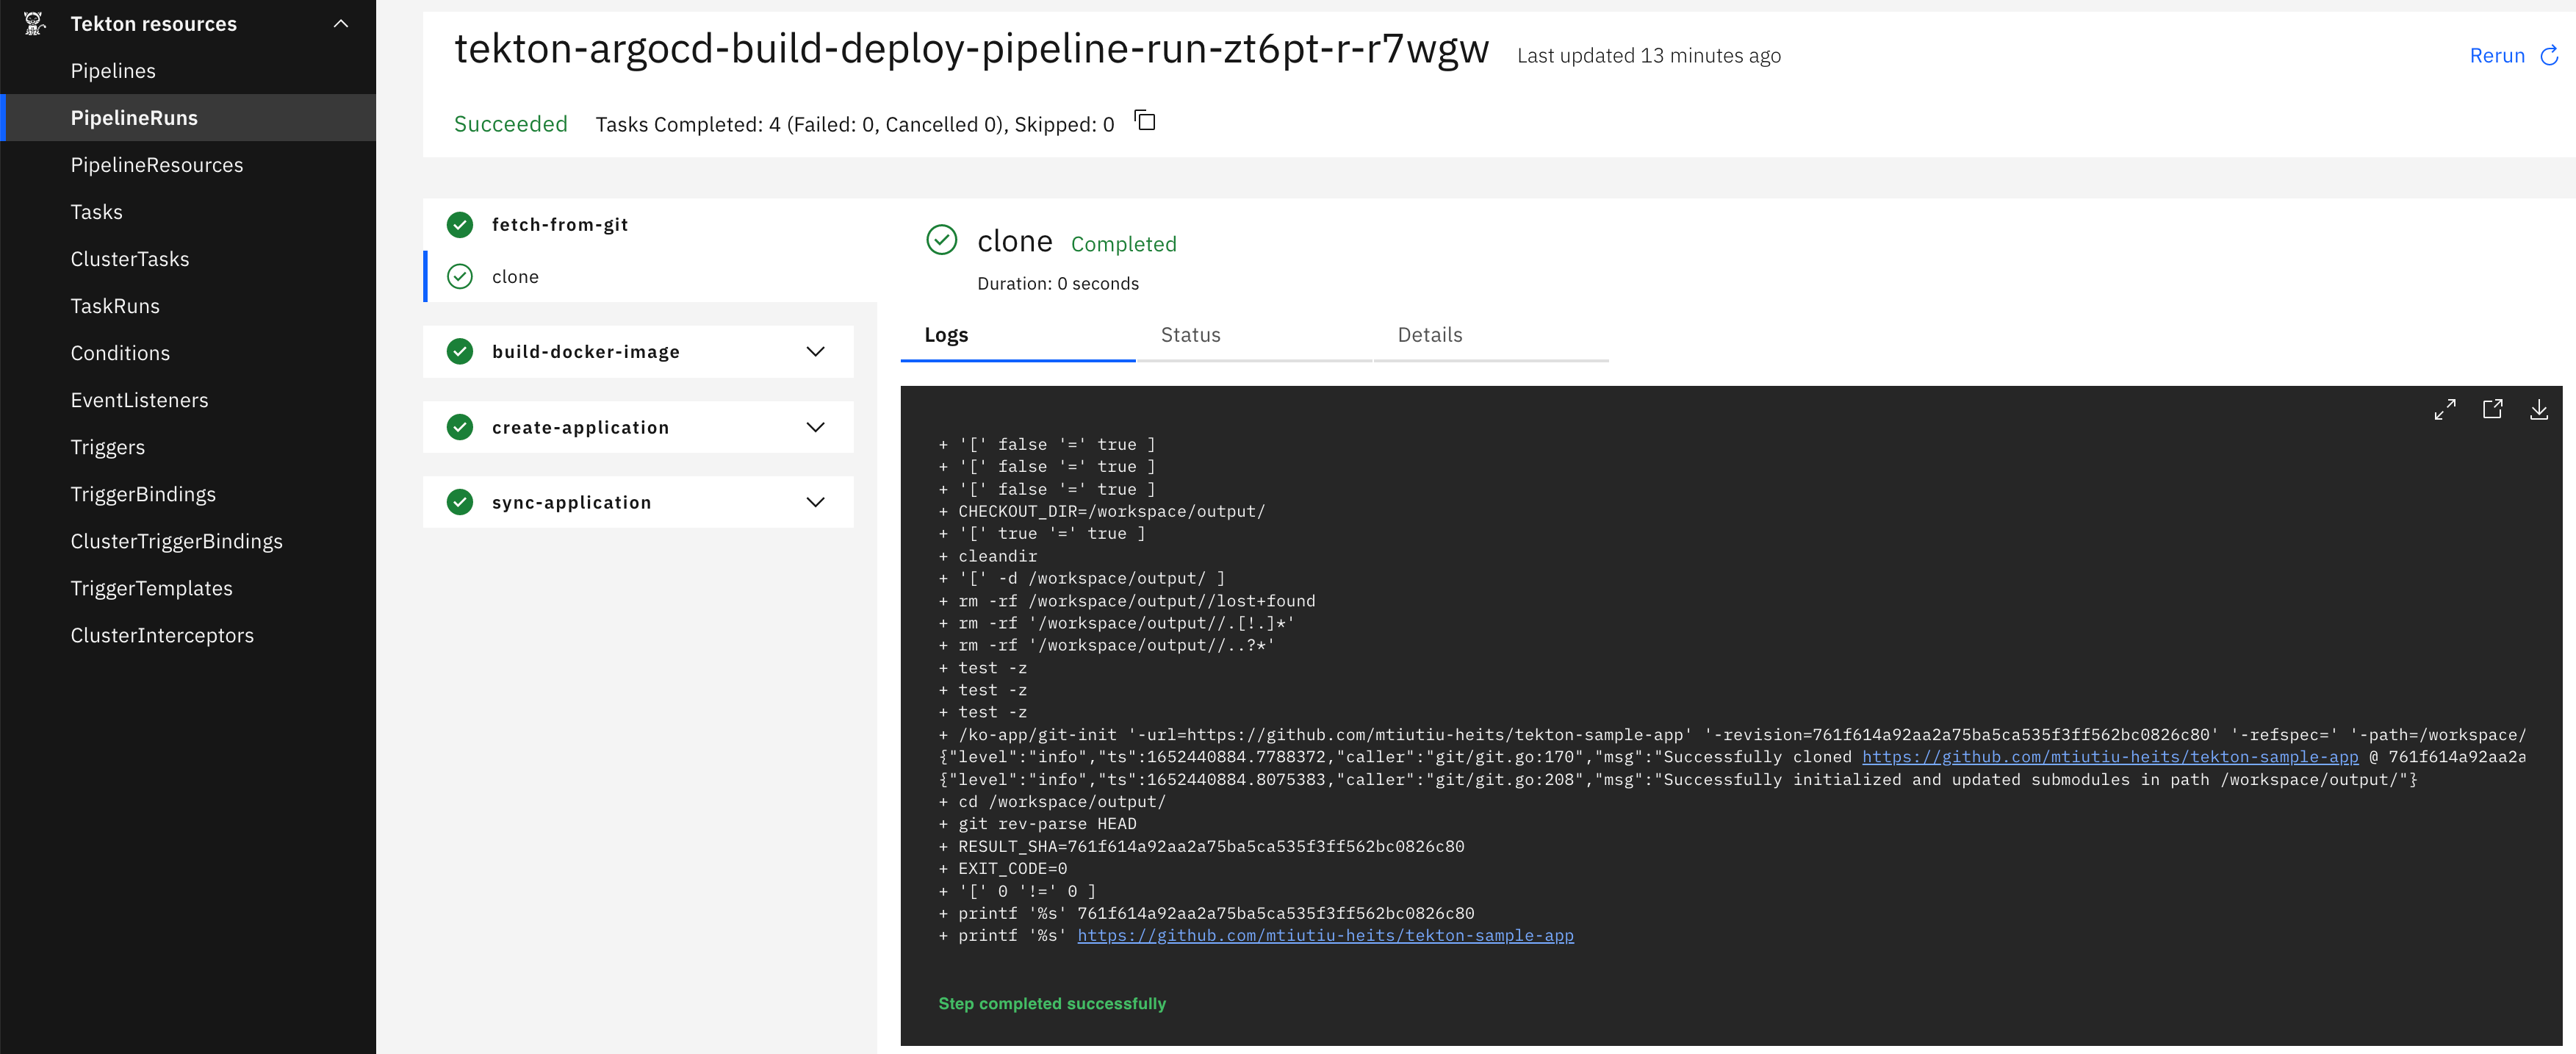 Tekton resources
Pipelines
PipelineRuns
PipelineResources
Tasks
ClusterTasks
TaskRuns
Conditions
EventListeners
Triggers
TriggerBindings
ClusterTriggerBindings
TriggerTemplates
ClusterInterceptors
tekton-argocd-build-deploy-pipeline-run-zt6pt-r-r7wgw Last updated 13 minutes ago
Rerun
Succeeded Tasks Completed: 4 (Failed: 0, Cancelled 0), Skipped: 0
fetch-from-git
clone
build-docker-image
create-application
sync-application
clone Completed
Duration: 0 seconds
Logs Status Details
+ '[' false '=' true ]
+ '[' false '=' true ]
+ '[' false '=' true ]
+ CHECKOUT_DIR=/workspace/output/
+ '[' true '=' true ]
+ cleandir
+ '[' -d /workspace/output/ ]
+ rm -rf /workspace/output//lost+found
+ rm -rf '/workspace/output//.[!.]*'
+ rm -rf '/workspace/output//..?*'
+ test -z
+ test -z
+ test -z
+ /ko-app/git-init '-url=https://github.com/mtiutiu-heits/tekton-sample-app' '-revision=761f614a92aa2a75ba5ca535f3ff562bc0826c80' '-refspec=' '-path=/workspace/
{"level":"info","ts":1652440884.7788372,"caller":"git/git.go:170","msg":"Successfully cloned https://github.com/mtiutiu-heits/tekton-sample-app @ 761f614a92aa2a
{"level":"info","ts":1652440884.8075383,"caller":"git/git.go:208","msg":"Successfully initialized and updated submodules in path /workspace/output/"}
+ cd /workspace/output/
+ git rev-parse HEAD
+ RESULT_SHA=761f614a92aa2a75ba5ca535f3ff562bc0826c80
+ EXIT_CODE=0
+ '[' 0 '!=' 0 ]
+ printf '%s' 761f614a92aa2a75ba5ca535f3ff562bc0826c80
+ printf '%s' https://github.com/mtiutiu-heits/tekton-sample-app
Step completed successfully